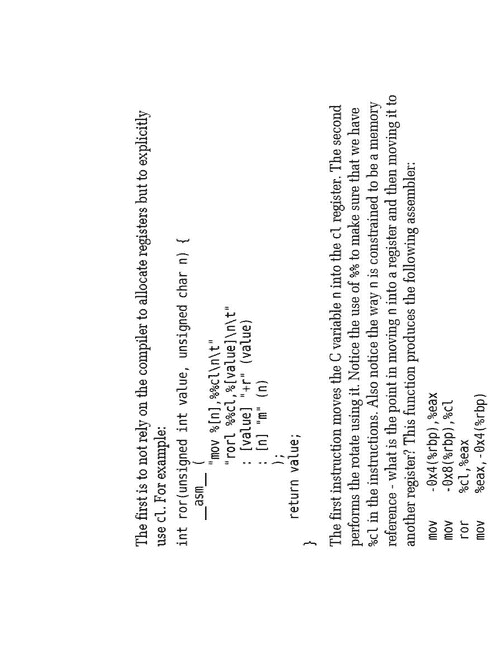 The first is to not rely on the compiler to allocate registers but to explicitly
use cl. For example:
int ror(unsigned int value, unsigned char n) {
__asm__ (
"mov %[n],%%cl\n\t"
"rorl %%cl,%[value]\n\t"
: [value] "+r" (value)
: [n] "m" (n)
);
return value;
}
The first instruction moves the C variable n into the cl register. The second
performs the rotate using it. Notice the use of %% to make sure that we have
%cl in the instructions. Also notice the way n is constrained to be a memory
reference - what is the point in moving n into a register and then moving it to
another register? This function produces the following assembler:
mov -0x4(%rbp),%eax
mov -0x8(%rbp),%cl
ror %cl,%eax
mov %eax,-0x4(%rbp)